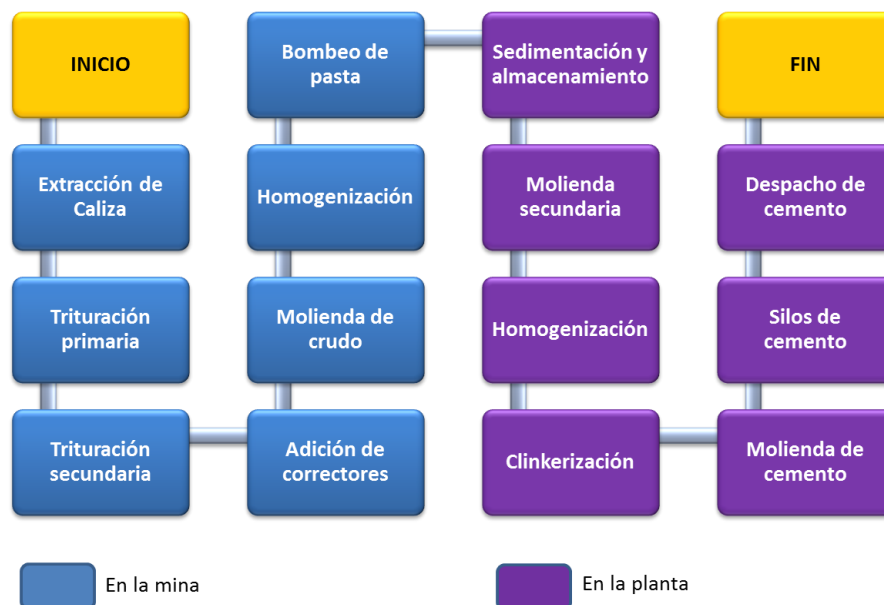 INICIO
Extracción de
Caliza
Trituración
primaria
Trituración
secundaria
Adición de
correctores
Molienda de
crudo
Homogenización
Bombeo de
pasta
Sedimentación y
almacenamiento
Molienda
secundaria
Homogenización
Clinkerización
Molienda de
cemento
Silos de
cemento
Despacho de
cemento
FIN
En la mina
En la planta